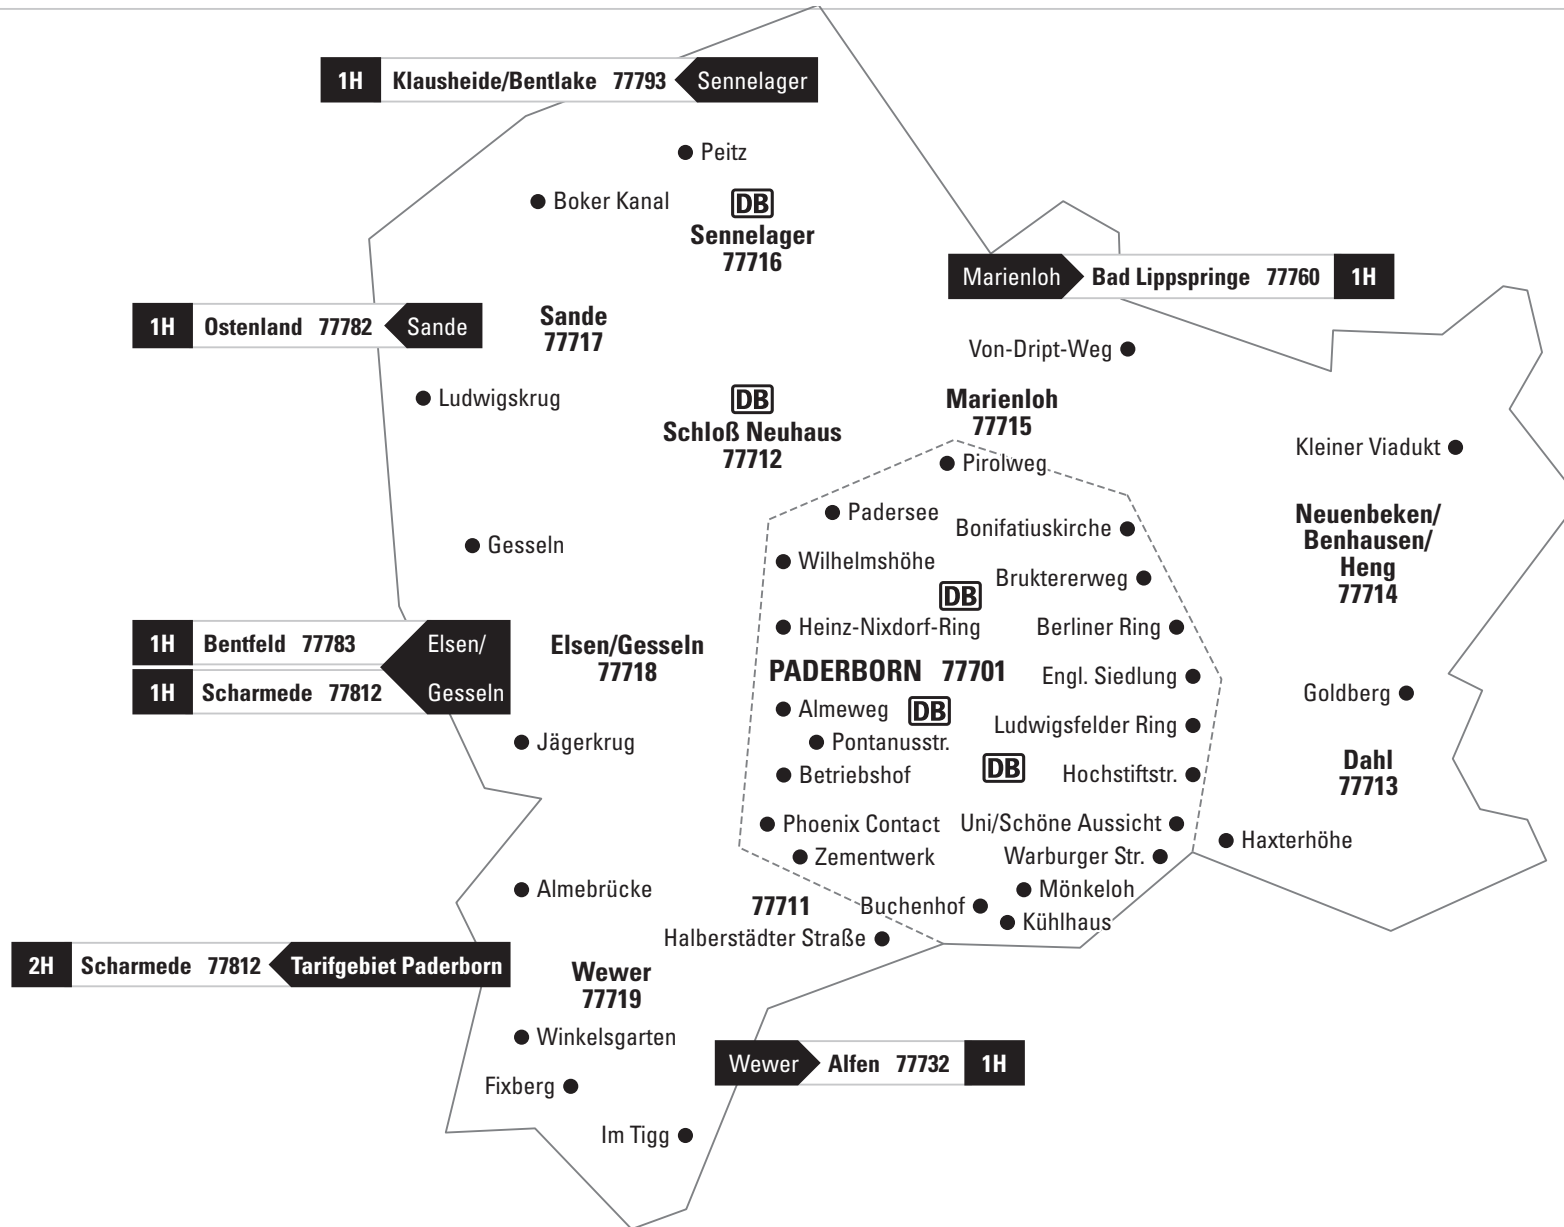 1H Klausheide/Bentlake 77793 Sennelager
Peitz
Boker Kanal
DB
Sennelager
77716
Marienloh Bad Lippspringe 77760 1H
1H Ostenland 77782 Sande
Sande
77717
Von-Dript-Weg
Ludwigskrug
DB
Schloß Neuhaus
77712
Marienloh
77715
Kleiner Viadukt
Pirolweg
Padersee
Bonifatiuskirche
Neuenbeken/
Benhausen/
Heng
77714
Gesseln
Wilhelmshöhe
Bruktererweg
DB
1H Bentfeld 77783 Elsen/
1H Scharmede 77812 Gesseln
Elsen/Gesseln
77718
Heinz-Nixdorf-Ring
Berliner Ring
PADERBORN 77701
Engl. Siedlung
Goldberg
Almeweg
DB
Ludwigsfelder Ring
Jägerkrug
Pontanusstr.
Betriebshof
DB
Hochstiftstr.
Dahl
77713
Phoenix Contact
Uni/Schöne Aussicht
Haxterhöhe
Zementwerk
Warburger Str.
Almebrücke
Mönkeloh
77711
Buchenhof
Kühlhaus
Halberstädter Straße
2H Scharmede 77812 Tarifgebiet Paderborn
Wewer
77719
Winkelsgarten
Wewer Alfen 77732 1H
Fixberg
Im Tigg